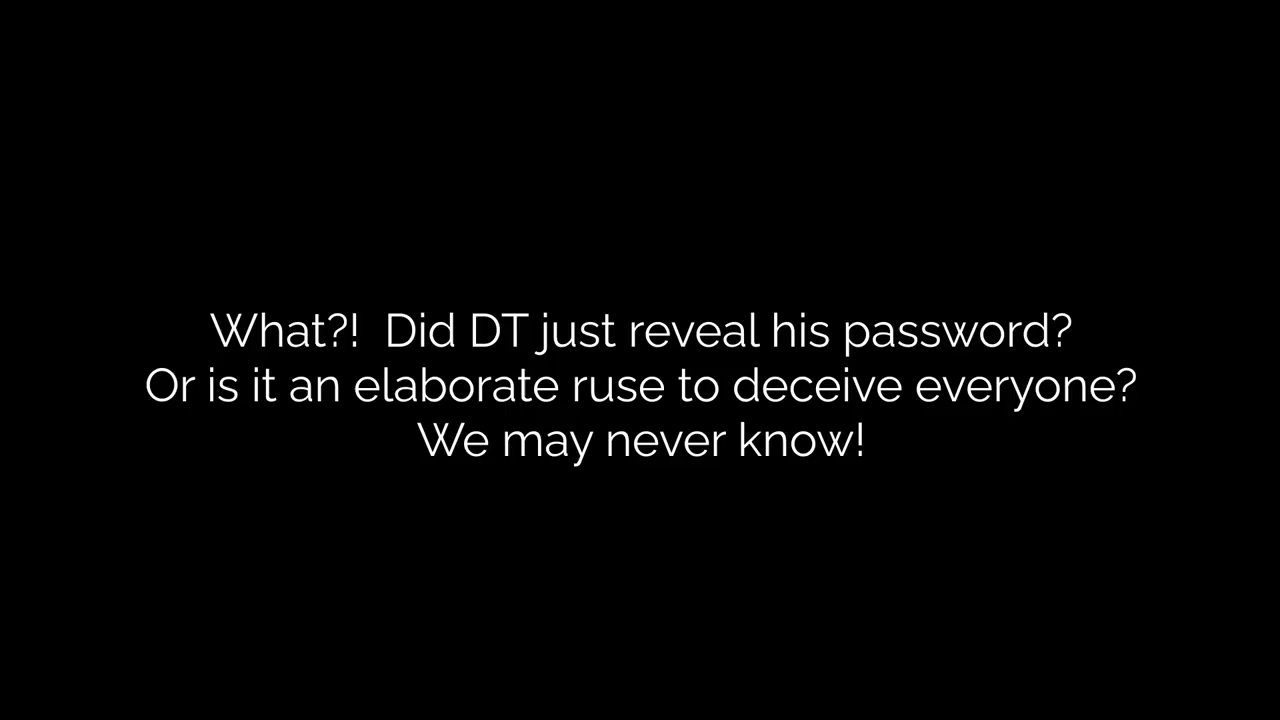 What?!  Did DT just reveal his password?
Or is it an elaborate ruse to deceive everyone?
We may never know!